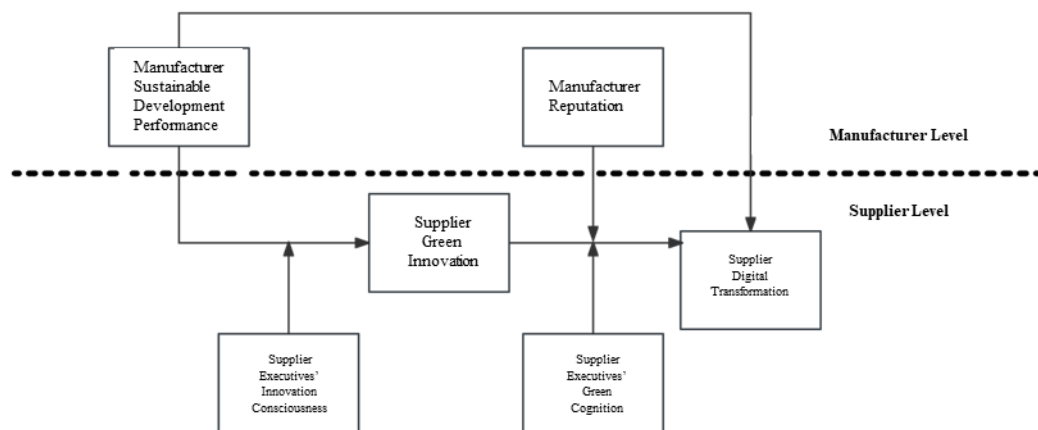 Manufacturer
Sustainable
Development
Performance
Manufacturer
Reputation
Manufacturer Level
Supplier Level
Supplier
Green
Innovation
Supplier
Digital
Transformation
Supplier
Executives’
Innovation
Consciousness
Supplier
Executives’
Green
Cognition